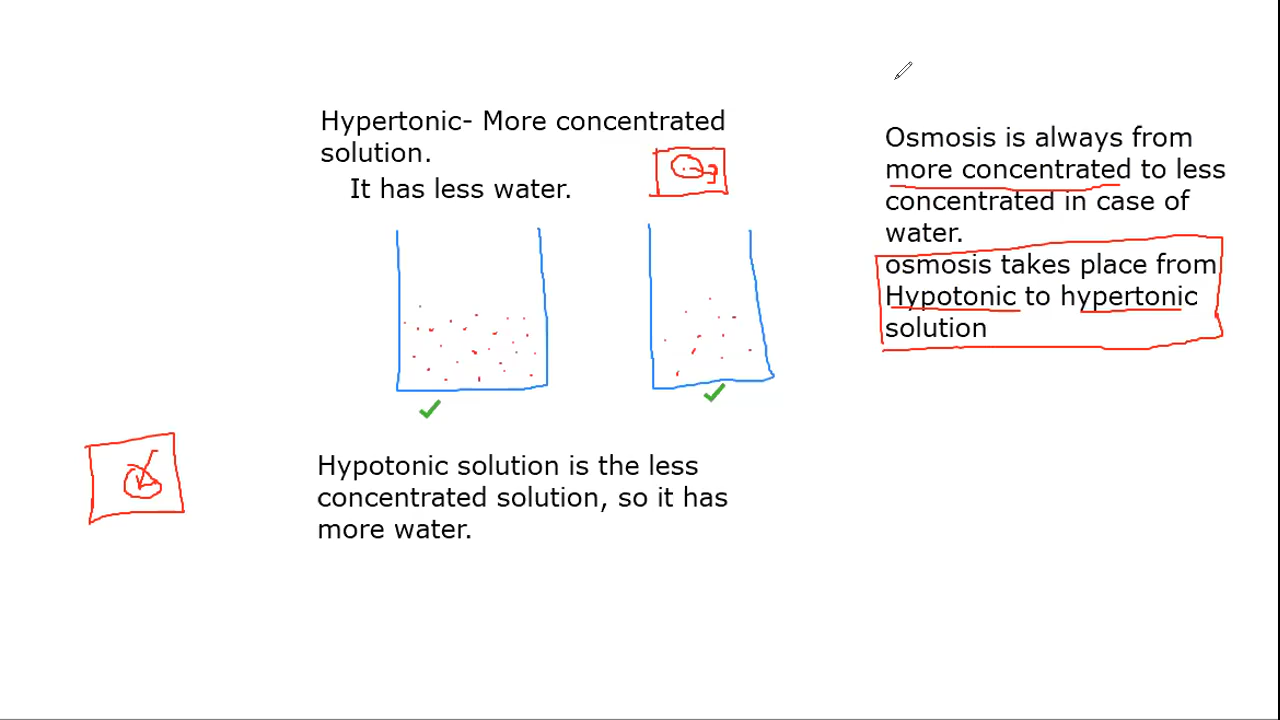 Hypertonic- More concentrated
solution.
It has less water.
Hypotonic solution is the less
concentrated solution, so it has
more water.
Osmosis is always from
more concentrated to less
concentrated in case of
water.
osmosis takes place from
Hypotonic to hypertonic
solution